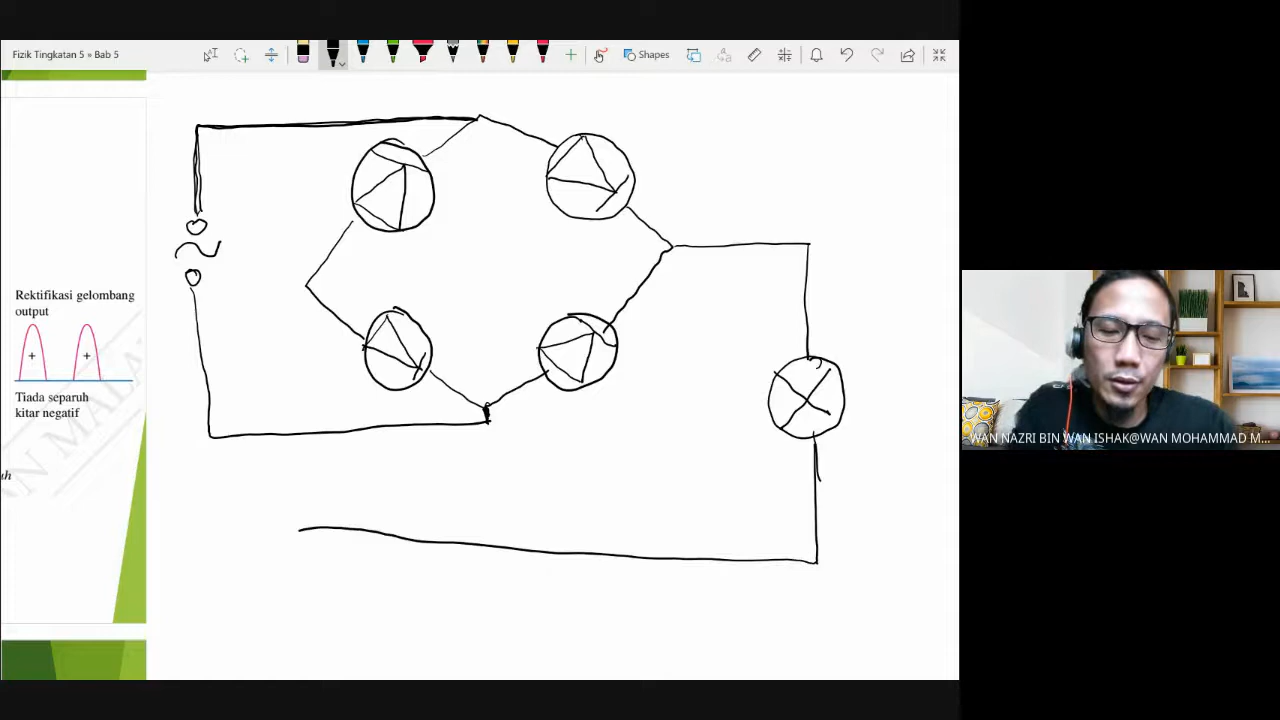 Fizik Tingkatan 5 » Bab 5
Shapes
Rektifikasi gelombang
output
+ +
Tiada separuh
kitar negatif
WAN NAZRI BIN WAN ISHAK@WAN MOHAMMAD M...